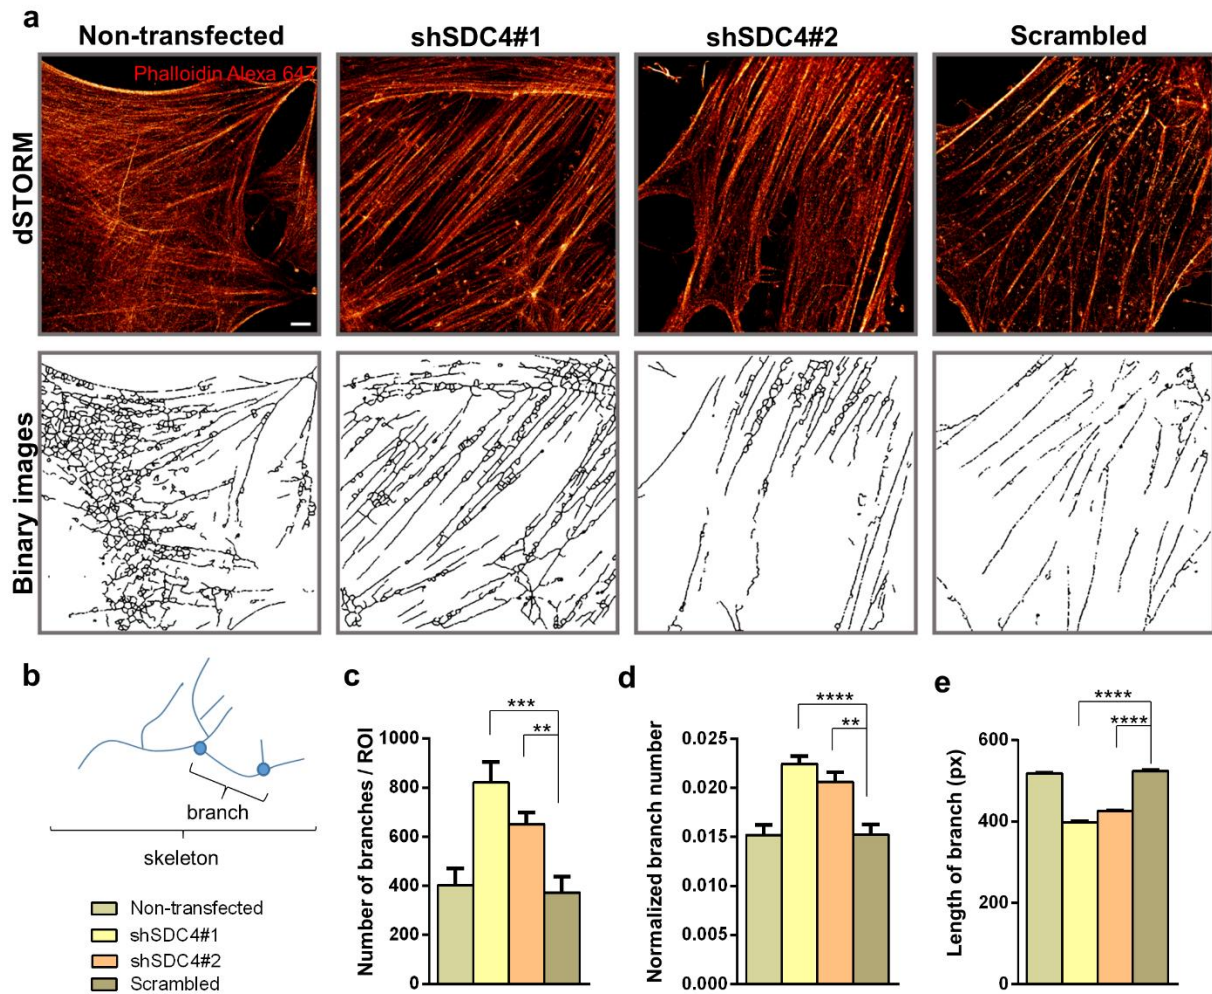 a
Non-transfected
shSDC4#1
shSDC4#2
Scrambled
Phalloidin Alexa 647
dSTORM
Binary images
b
branch
skeleton
Non-transfected
shSDC4#1
shSDC4#2
Scrambled
c
***
**
Number of branches / ROI
1000
800
600
400
200
0
d
****
**
Normalized branch number
0.025
0.020
0.015
0.010
0.005
0.000
e
****
****
Length of branch (px)
600
400
200
0